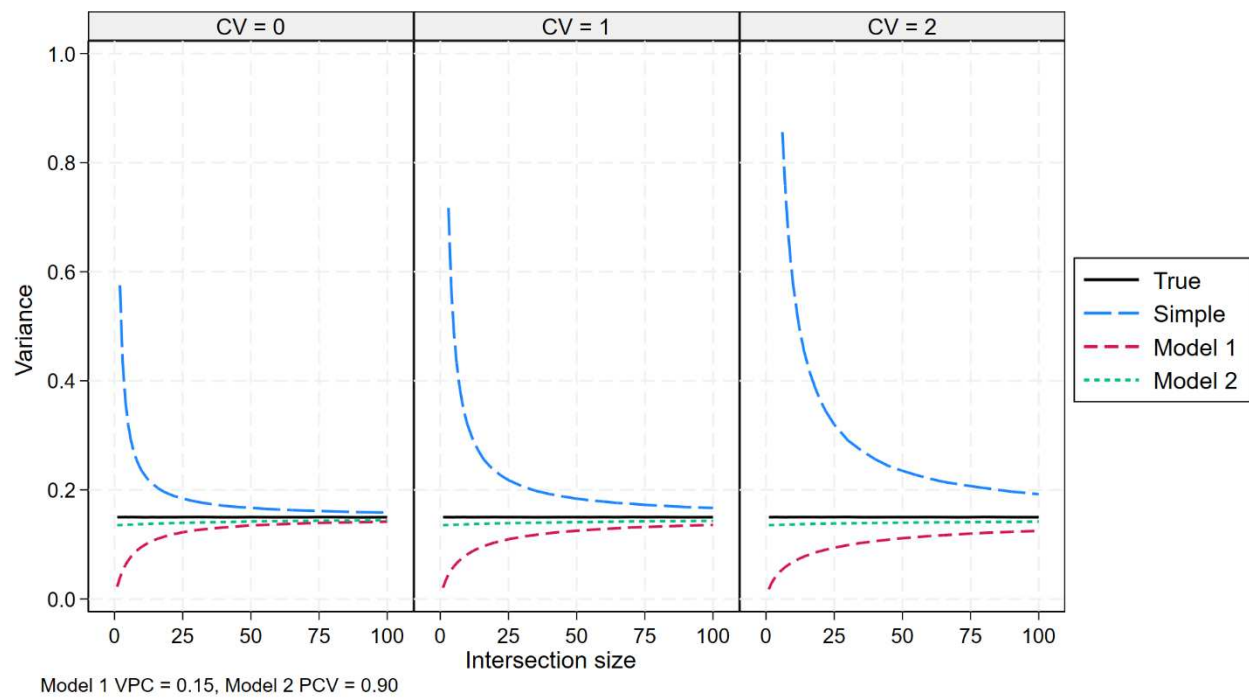 CV = 0 CV = 1 CV = 2
1.0
0.8
0.6
0.4
0.2
0.0
Variance
0 25 50 75 100 0 25 50 75 100 0 25 50 75 100
Intersection size
Model 1 VPC = 0.15, Model 2 PCV = 0.90
True
Simple
Model 1
Model 2